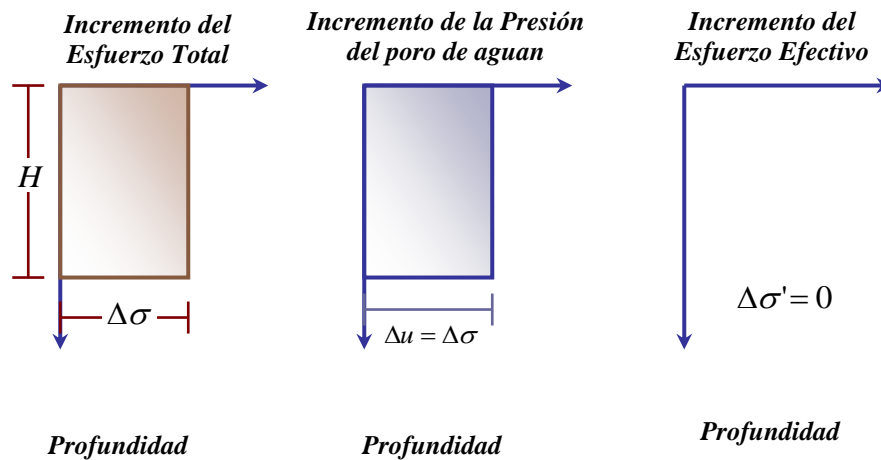 Incremento del
Esfuerzo Total
Incremento de la Presión
del poro de aguan
Incremento del
Esfuerzo Efectivo
H
Δσ
Δu = Δσ
Δσ' = 0
Profundidad
Profundidad
Profundidad